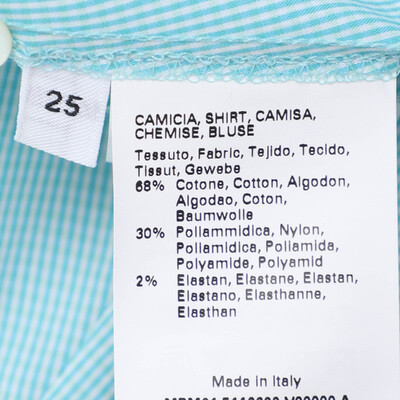 25
CAMICIA, SHIRT, CAMISA,
CHEMISE, BLUSE
Tessuto, Fabric, Tejido, Tecido,
Tissut, Gewebe
68% Cotone, Cotton, Algodon,
Algodao, Coton,
Baumwolle
30% Poliammidica, Nylon,
Poliamidica, Poliamida,
Polyamide, Polyamid
2% Elastan, Elastane, Elastan,
Elastano, Elasthanne,
Elasthan
Made in Italy